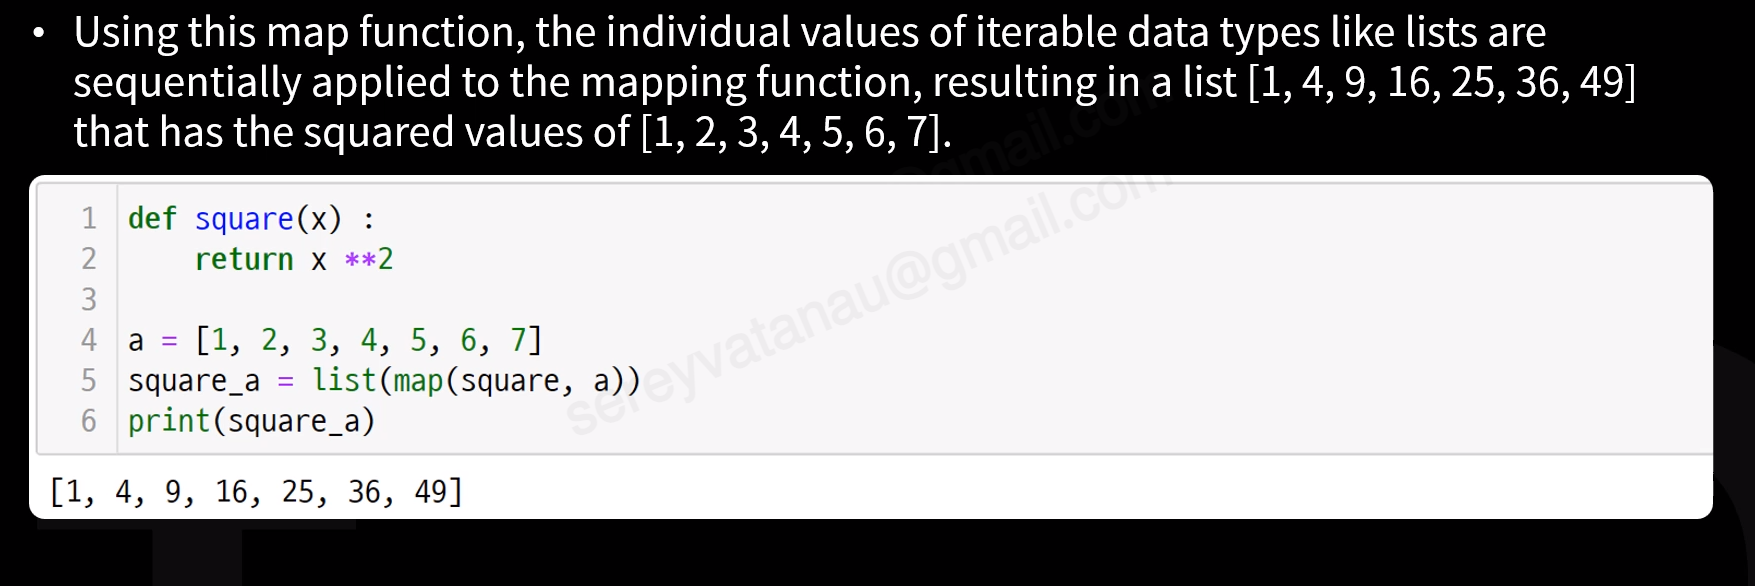 • Using this map function, the individual values of iterable data types like lists are
sequentially applied to the mapping function, resulting in a list [1, 4, 9, 16, 25, 36, 49]
that has the squared values of [1, 2, 3, 4, 5, 6, 7].
1 def square(x) :
2     return x **2
3
4 a = [1, 2, 3, 4, 5, 6, 7]
5 square_a = list(map(square, a))
6 print(square_a)
[1, 4, 9, 16, 25, 36, 49]
sereyvatanau@gmail.com
@gmail.com